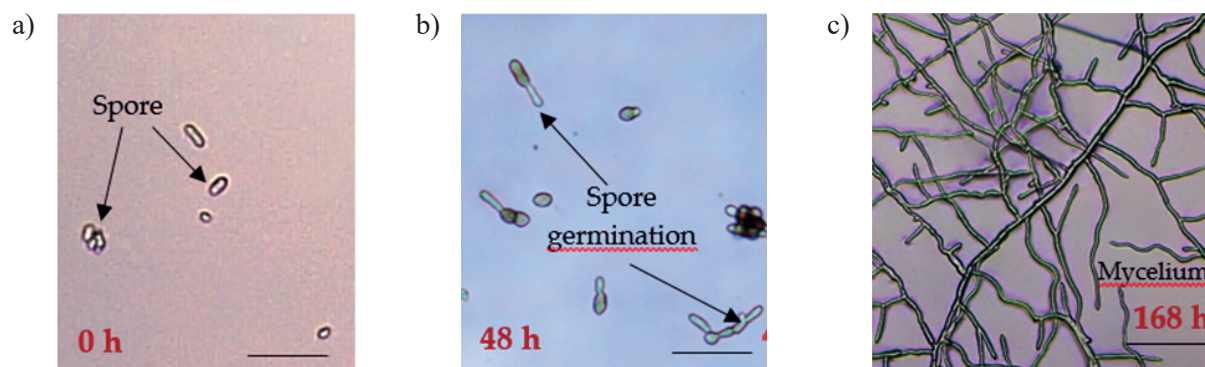 a)
Spore
0 h
b)
Spore
germination
48 h
c)
Mycelium
168 h